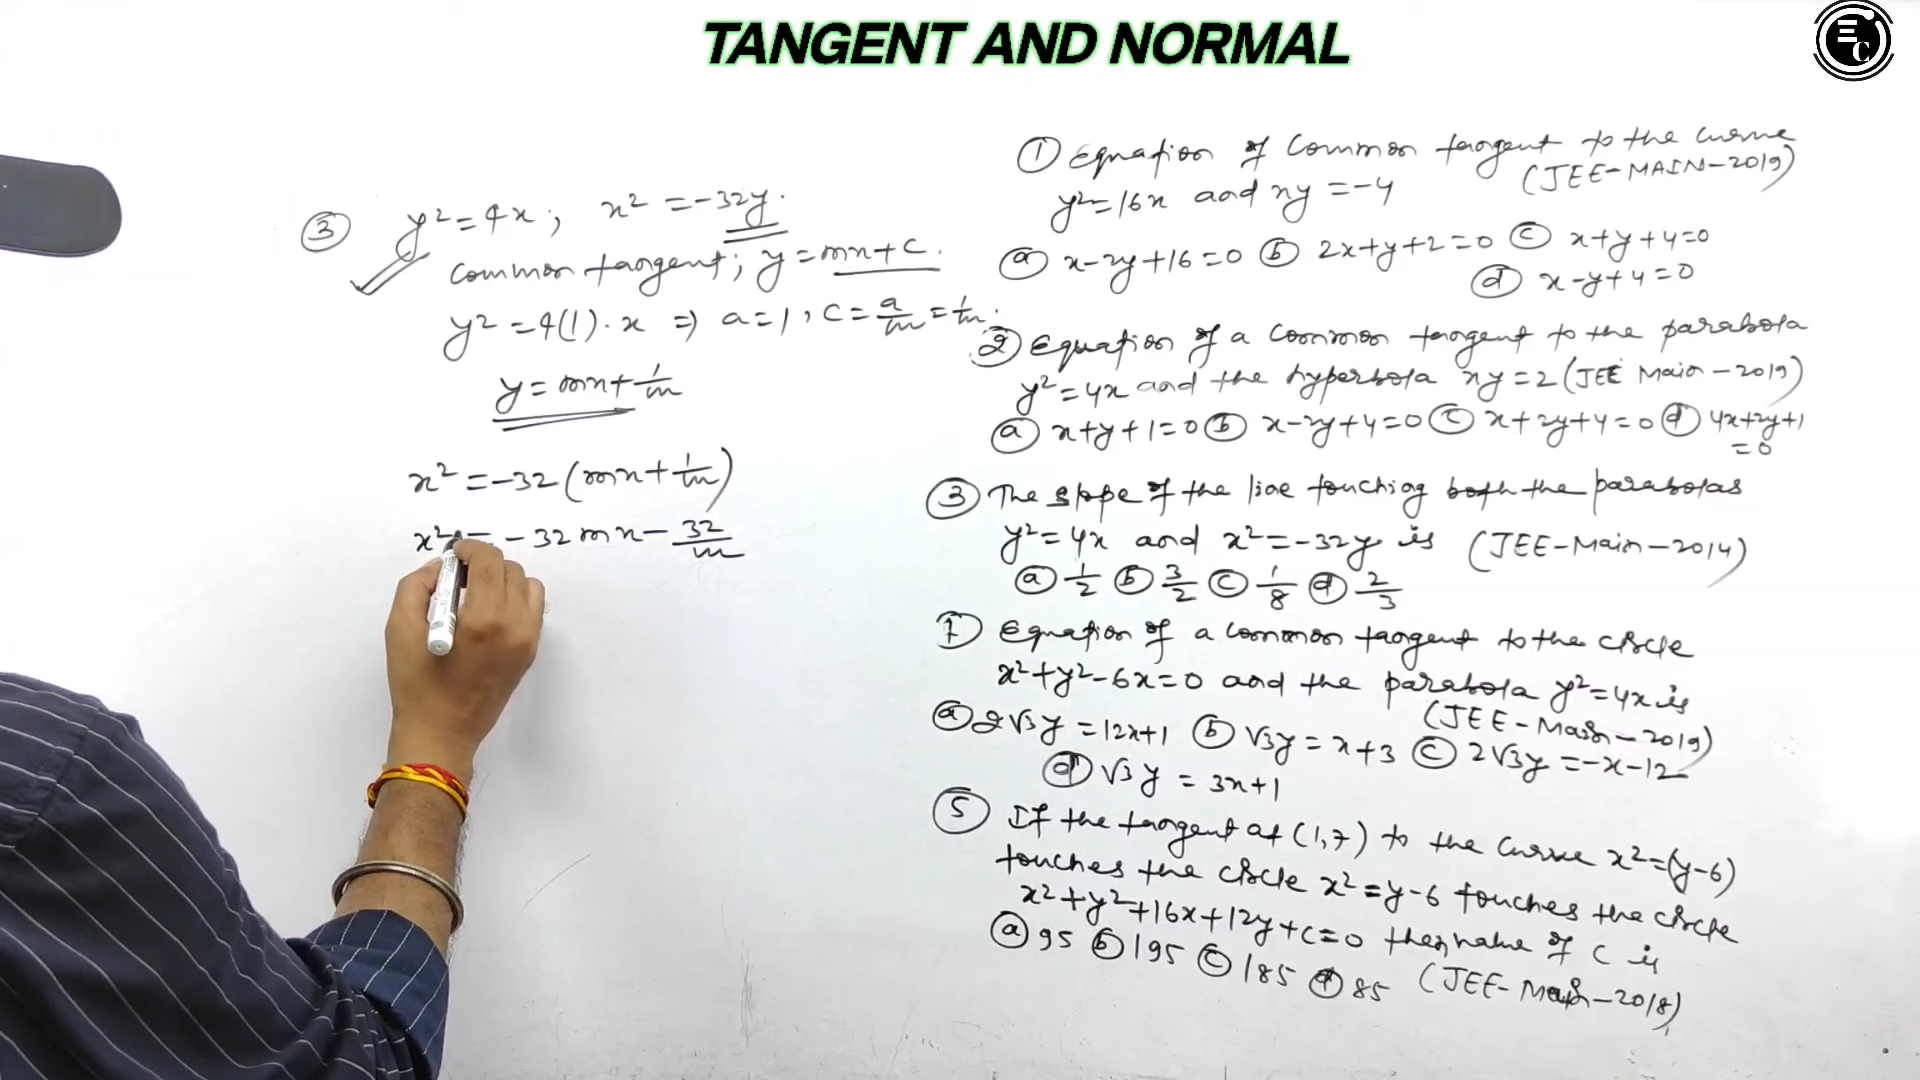 TANGENT AND NORMAL
EC
③ y² = 4x ; x² = -32y.
common tangent ; y = mx + c.
y² = 4(1)·x ⇒ a = 1, c = a/m = 1/m.
y = mx + 1/m
x² = -32(mx + 1/m)
x² = -32mx - 32/m
① Equation of Common tangent to the curve
y² = 16x and xy = -4 (JEE-MAIN-2019)
ⓐ x-2y+16=0 ⓑ 2x+y+2=0 ⓒ x+y+4=0
ⓓ x-y+4=0
② Equation of a common tangent to the parabola
y² = 4x and the hyperbola xy = 2 (JEE Main-2019)
ⓐ x+y+1=0 ⓑ x-2y+4=0 ⓒ x+2y+4=0 ⓓ 4x+2y+1
=0
③ The slope of the line touching both the parabolas
y² = 4x and x² = -32y is (JEE-Main-2014)
ⓐ 1/2 ⓑ 3/2 ⓒ 1/8 ⓓ 2/3
Equation of a common tangent to the circle
x²+y²-6x=0 and the parabola y²=4x is
(JEE-Main-2019)
ⓐ 2√3y = 12x+1 ⓑ √3y = x+3 ⓒ 2√3y = -x-12
ⓓ √3y = 3x+1
⑤ If the tangent at (1,7) to the curve x²=(y-6)
touches the circle x²=y-6 touches the circle
x²+y²+16x+12y+c=0 then value of c is
ⓐ 95 ⓑ 195 ⓒ 185 ⓓ 85 (JEE-Main-2018)